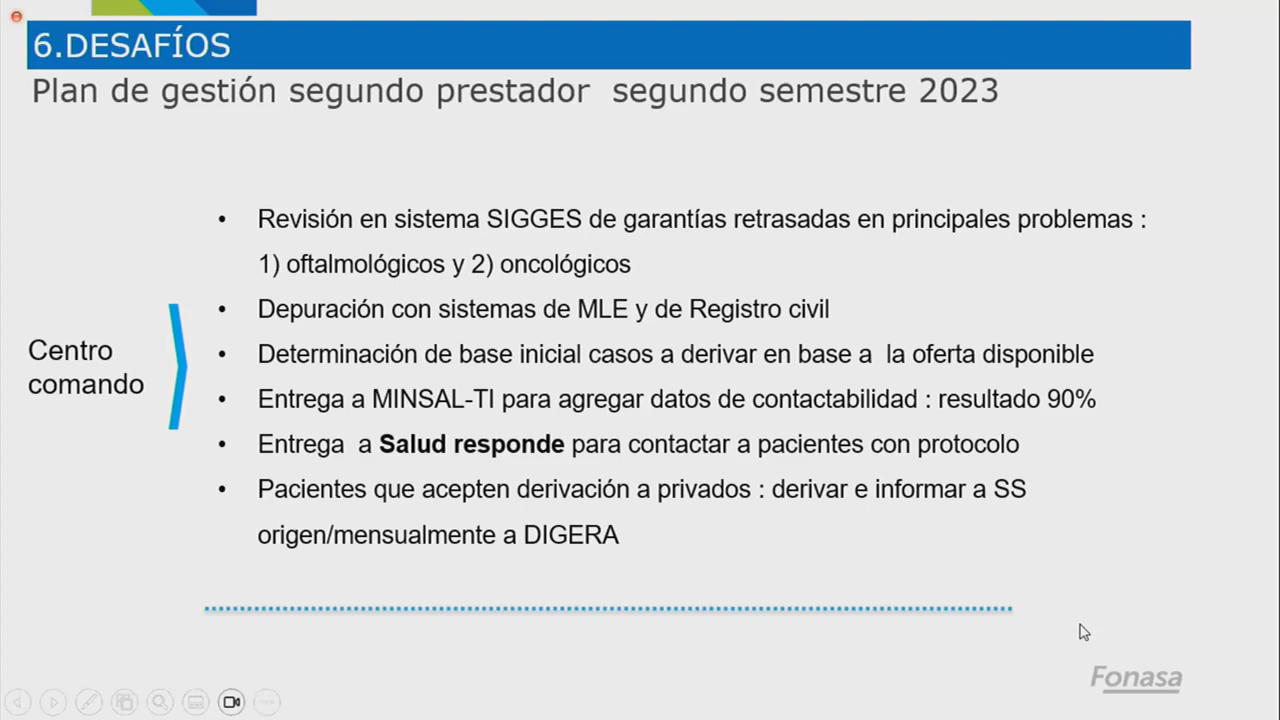 6.DESAFÍOS
Plan de gestión segundo prestador segundo semestre 2023
Centro
comando
• Revisión en sistema SIGGES de garantías retrasadas en principales problemas :
1) oftalmológicos y 2) oncológicos
• Depuración con sistemas de MLE y de Registro civil
• Determinación de base inicial casos a derivar en base a la oferta disponible
• Entrega a MINSAL-TI para agregar datos de contactabilidad : resultado 90%
• Entrega a Salud responde para contactar a pacientes con protocolo
• Pacientes que acepten derivación a privados : derivar e informar a SS
origen/mensualmente a DIGERA
Fonasa